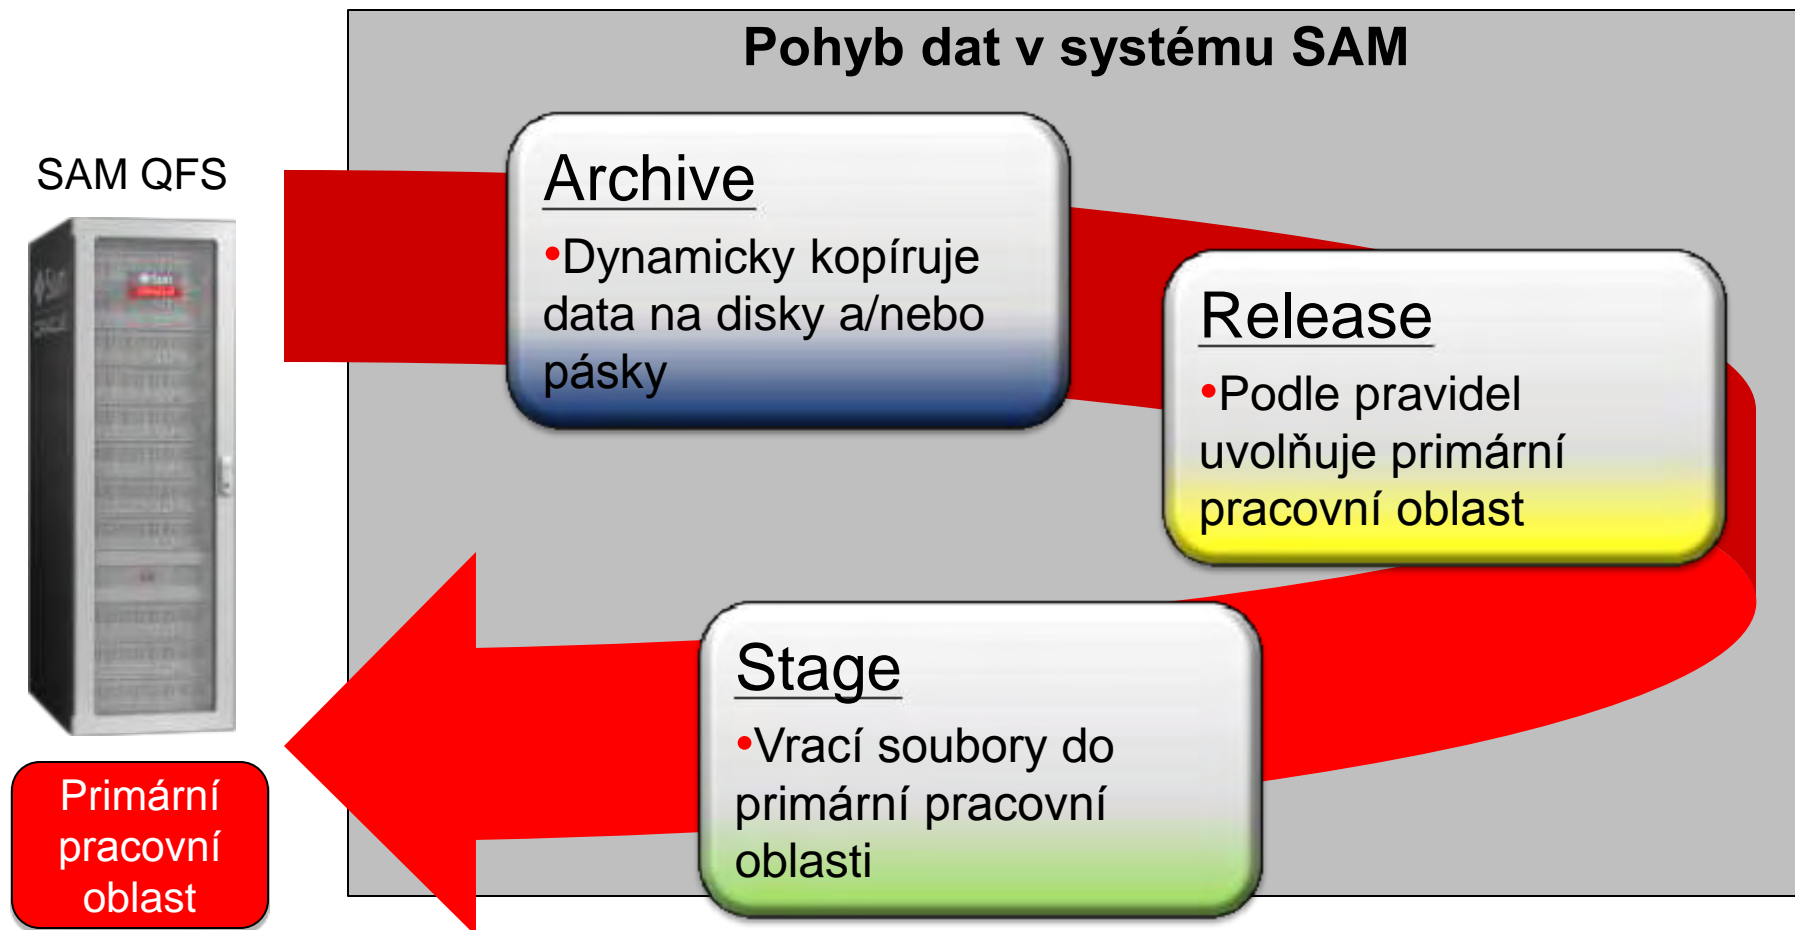 Pohyb dat v systému SAM
SAM QFS
Archive
•Dynamicky kopíruje
data na disky a/nebo
pásky
Release
•Podle pravidel
uvolňuje primární
pracovní oblast
Stage
•Vrací soubory do
primární pracovní
oblasti
Primární
pracovní
oblast